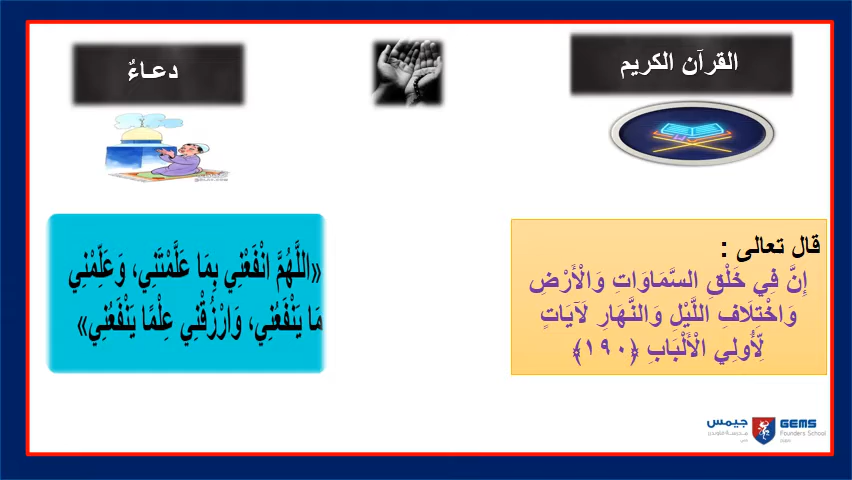 القرآن الكريم
دعـاءٌ
قال تعالى :
إِنَّ فِي خَلْقِ السَّمَاوَاتِ وَالْأَرْضِ
وَاخْتِلَافِ اللَّيْلِ وَالنَّهَارِ لَآيَاتٍ
لِّأُولِي الْأَلْبَابِ ﴿١٩٠﴾
«اللَّهُمَّ انْفَعْنِي بِمَا عَلَّمْتَنِي، وَعَلِّمْنِي
مَا يَنْفَعُنِي، وَارْزُقْنِي عِلْمًا يَنْفَعُنِي»
جيمس
GEMS
Founders School